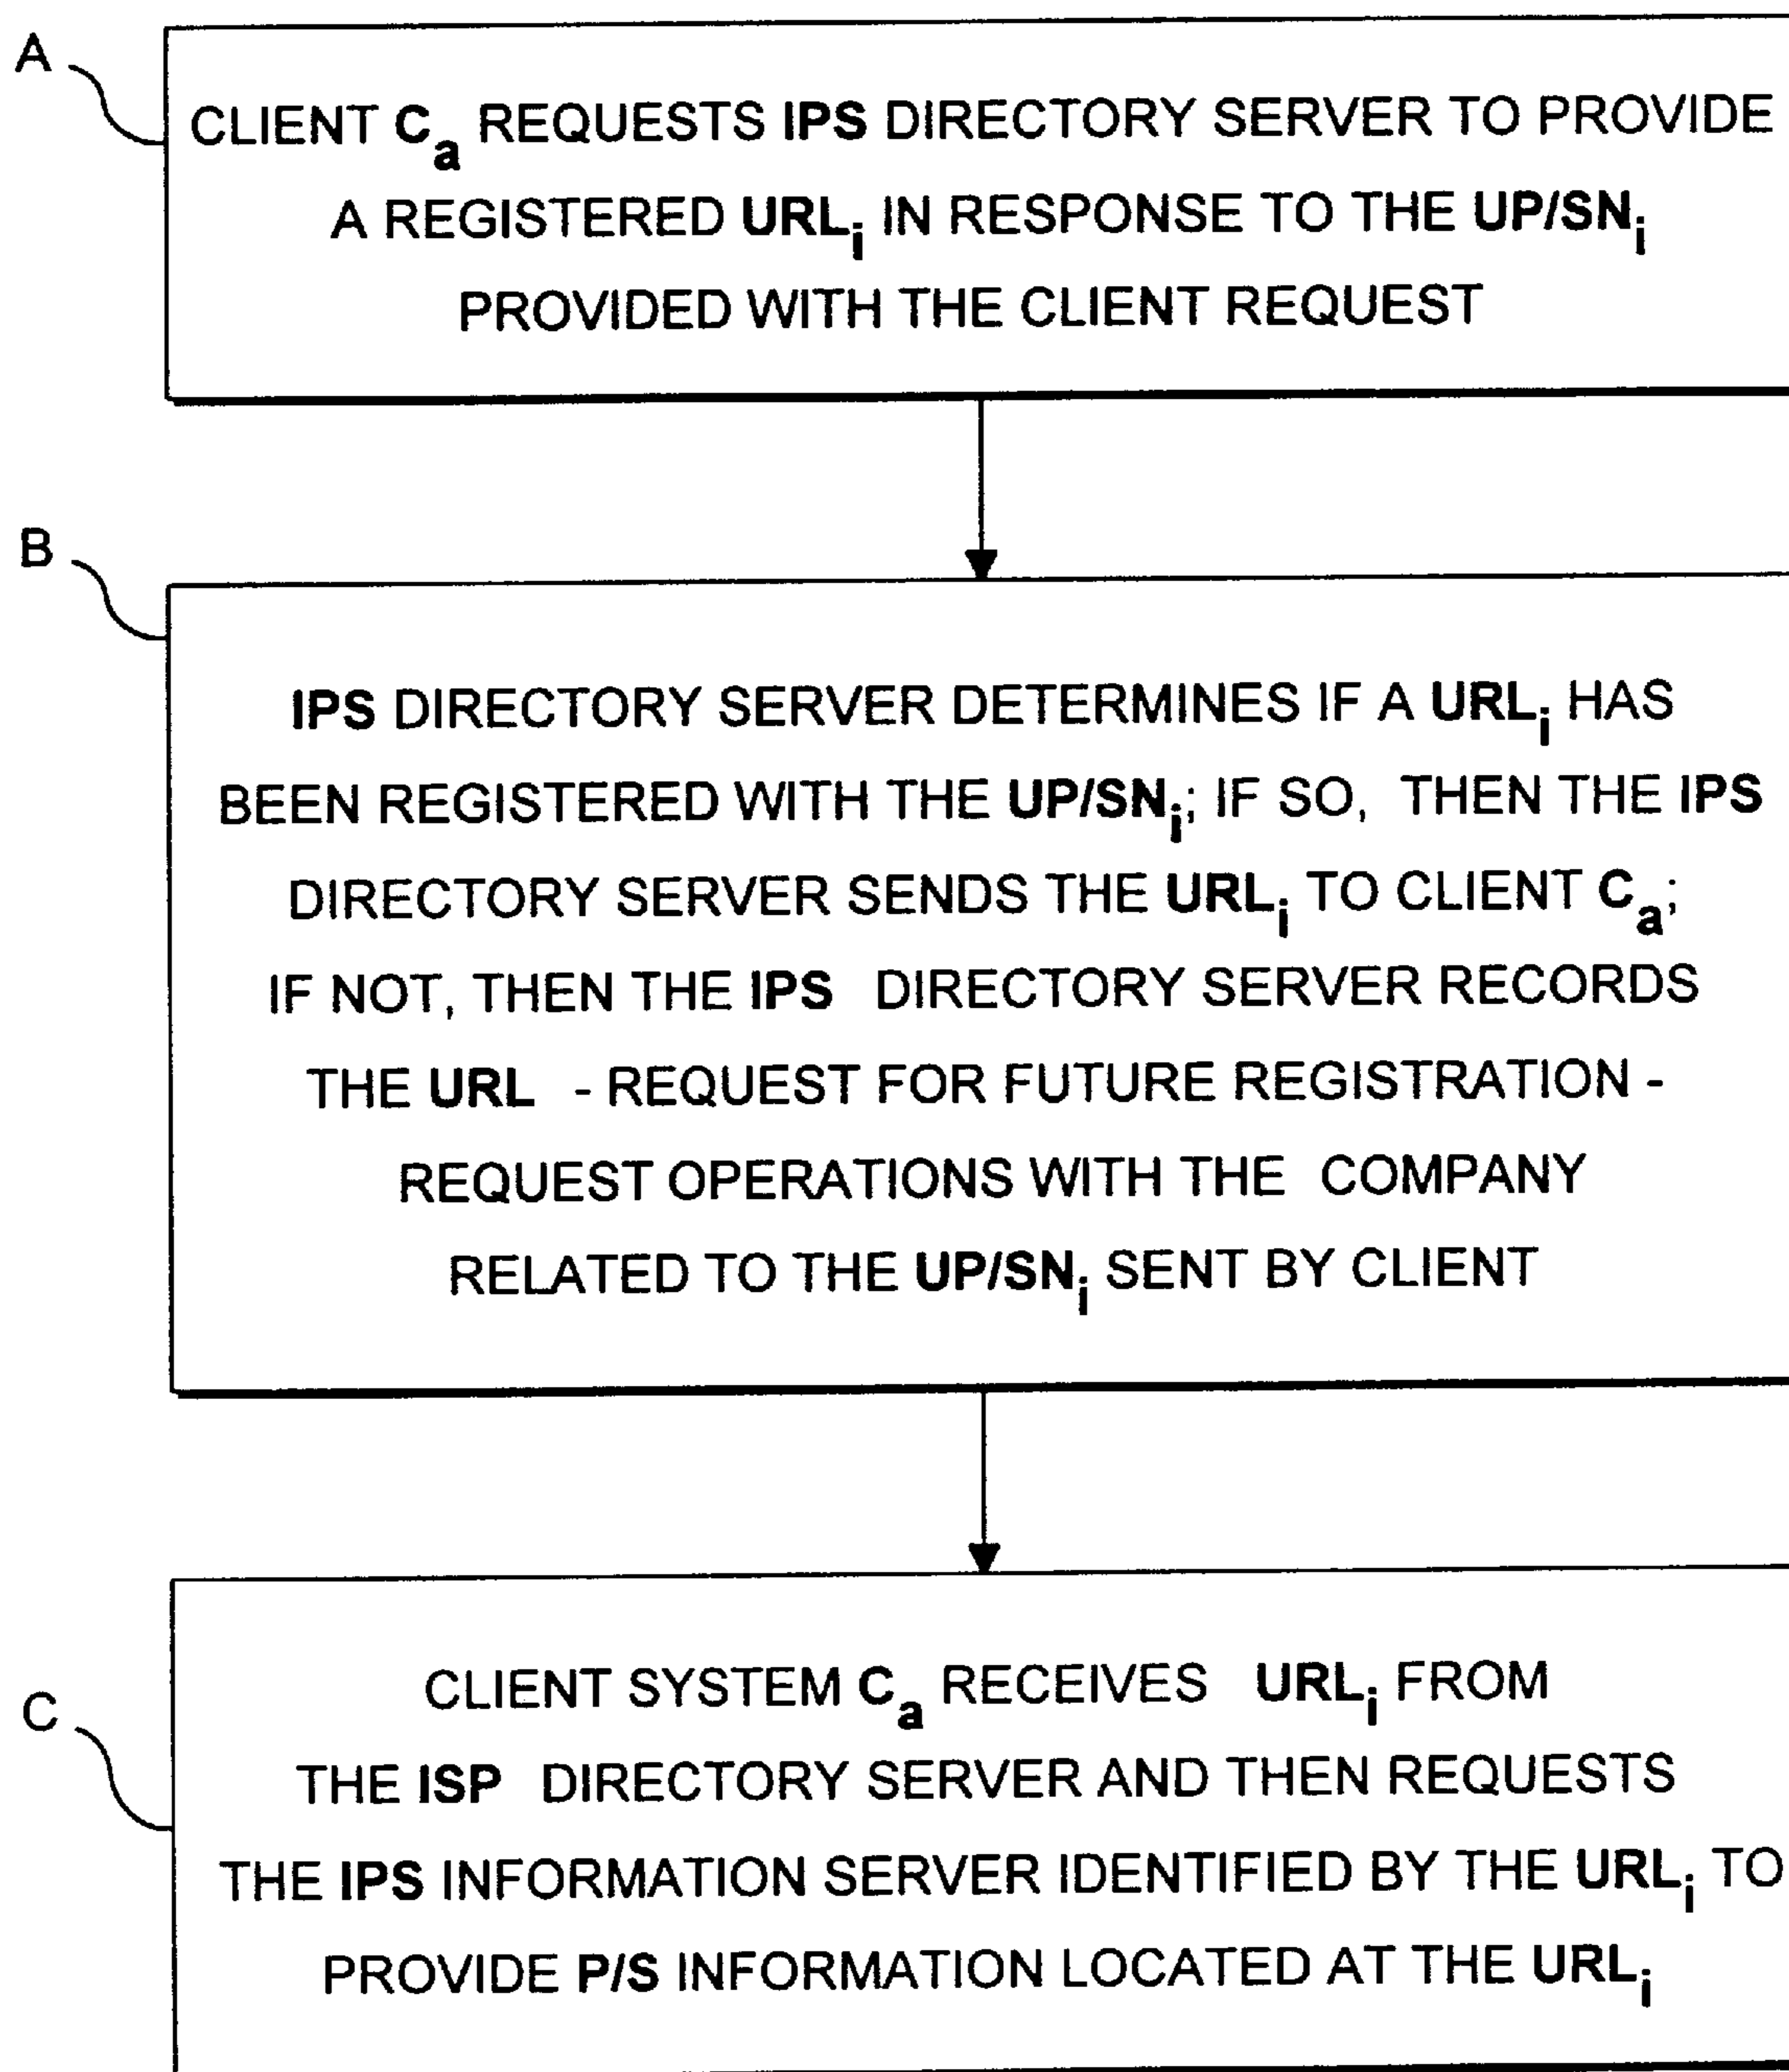 A
CLIENT Ca REQUESTS IPS DIRECTORY SERVER TO PROVIDE
A REGISTERED URLi IN RESPONSE TO THE UP/SNi
PROVIDED WITH THE CLIENT REQUEST
B
IPS DIRECTORY SERVER DETERMINES IF A URLi HAS
BEEN REGISTERED WITH THE UP/SNi; IF SO, THEN THE IPS
DIRECTORY SERVER SENDS THE URLi TO CLIENT Ca;
IF NOT, THEN THE IPS DIRECTORY SERVER RECORDS
THE URL - REQUEST FOR FUTURE REGISTRATION -
REQUEST OPERATIONS WITH THE COMPANY
RELATED TO THE UP/SNi SENT BY CLIENT
C
CLIENT SYSTEM Ca RECEIVES URLi FROM
THE ISP DIRECTORY SERVER AND THEN REQUESTS
THE IPS INFORMATION SERVER IDENTIFIED BY THE URLi TO
PROVIDE P/S INFORMATION LOCATED AT THE URLi